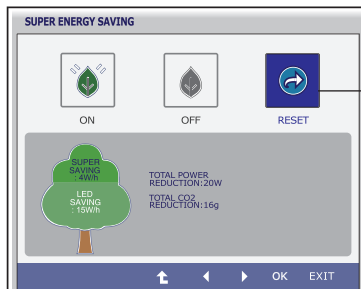 SUPER ENERGY SAVING
ON
OFF
RESET
SUPER
SAVING
: 4W/h
LED
SAVING
: 15W/h
TOTAL POWER
REDUCTION:20W
TOTAL CO2
REDUCTION:16g
OK
EXIT